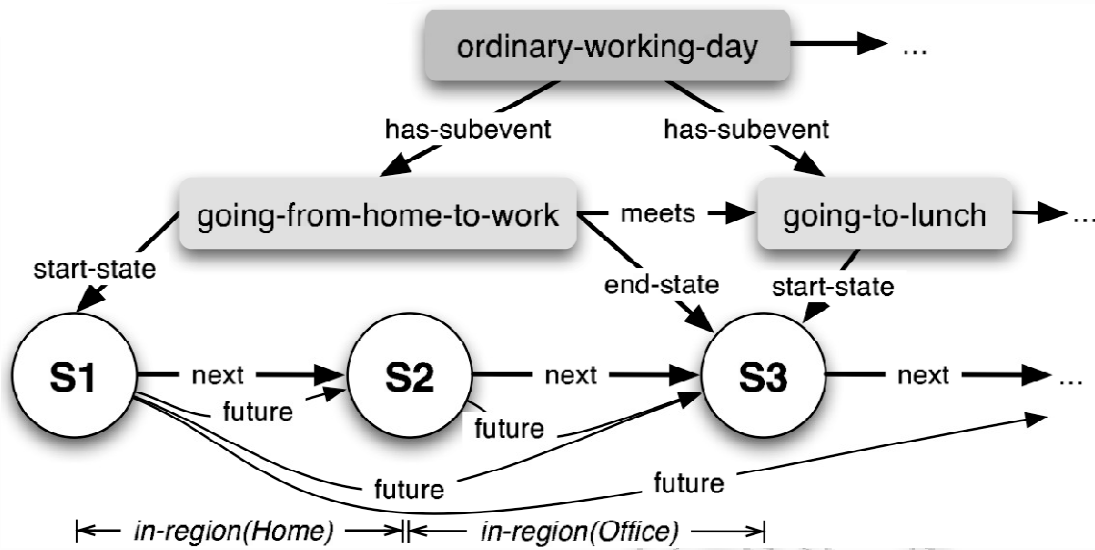 ordinary-working-day ...
has-subevent has-subevent
going-from-home-to-work meets going-to-lunch ...
start-state end-state start-state
S1 next S2 next S3 next ...
future future
future future
in-region(Home) in-region(Office)